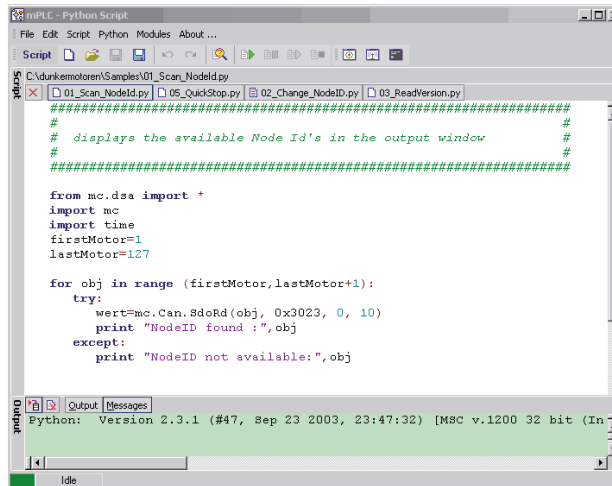 mPLC - Python Script
File Edit Script Python Modules About ...
Script
Script
C:\dunkermotoren\Samples\01_Scan_NodeId.py
01_Scan_NodeId.py 05_QuickStop.py 02_Change_NodeID.py 03_ReadVersion.py
##################################################################
# #
# displays the available Node Id's in the output window #
# #
##################################################################
from mc.dsa import *
import mc
import time
firstMotor=1
lastMotor=127
for obj in range (firstMotor,lastMotor+1):
try:
wert=mc.Can.SdoRd(obj, 0x3023, 0, 10)
print "NodeID found :",obj
except:
print "NodeID not available:",obj
Output
Output Messages
Python: Version 2.3.1 (#47, Sep 23 2003, 23:47:32) [MSC v.1200 32 bit (In
Idle